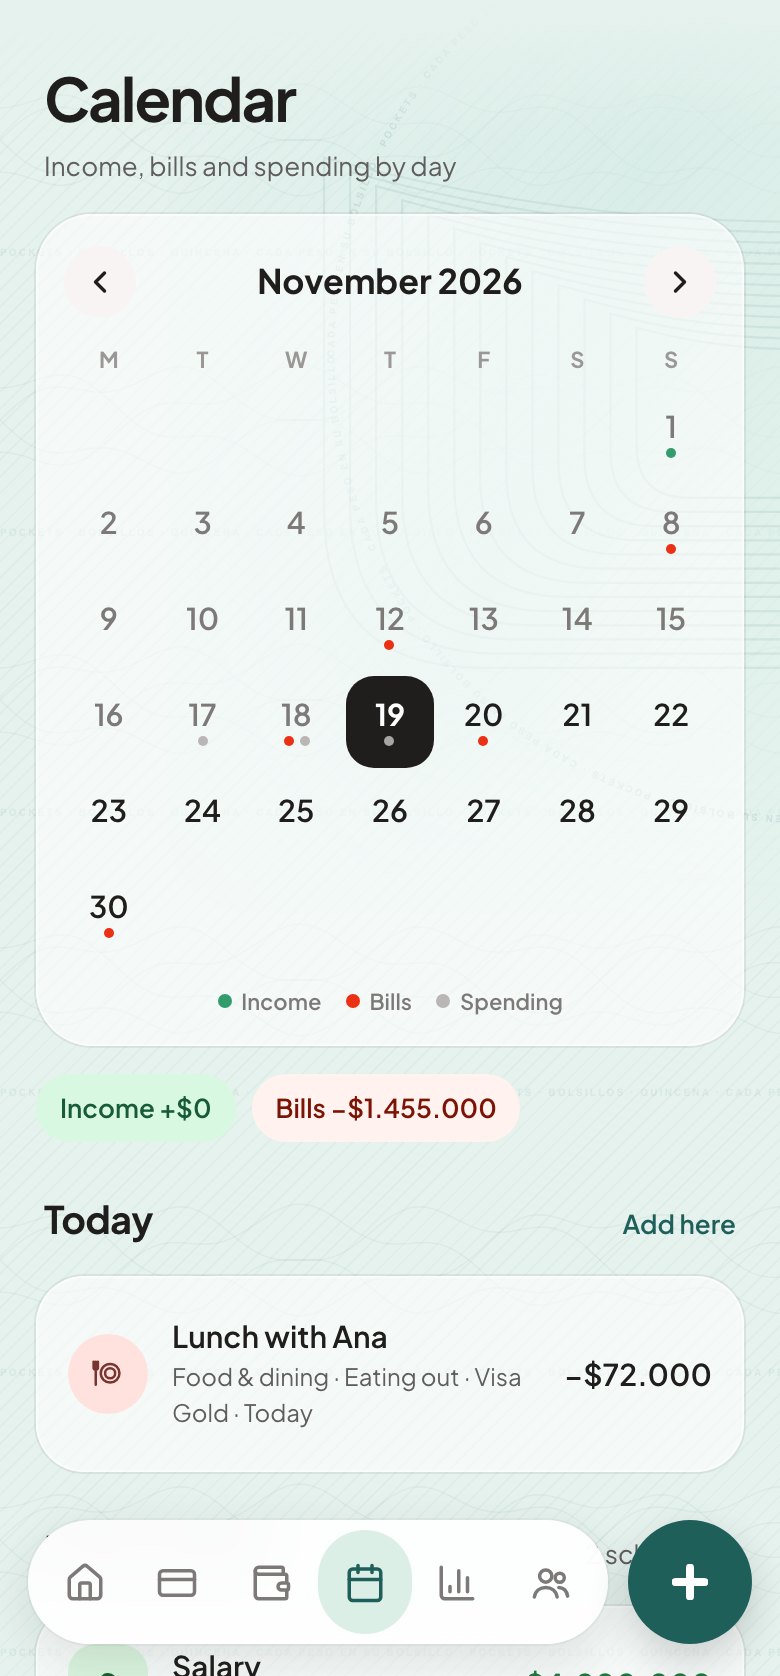 Calendar
Income, bills and spending by day
November 2026
M T W T F S S
1
2 3 4 5 6 7 8
9 10 11 12 13 14 15
16 17 18 19 20 21 22
23 24 25 26 27 28 29
30
Income Bills Spending
Income +$0 Bills –$1.455.000
Today Add here
Lunch with Ana
Food & dining · Eating out · Visa
Gold · Today
–$72.000
Salary